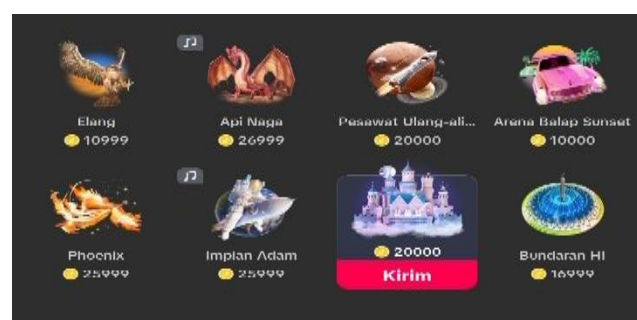 Elang
10999
Api Naga
26999
Pesawat Ulang-ali...
20000
Arena Balap Sunset
10000
Phoenix
25999
Impian Adam
25999
20000
Kirim
Bundaran HI
16999